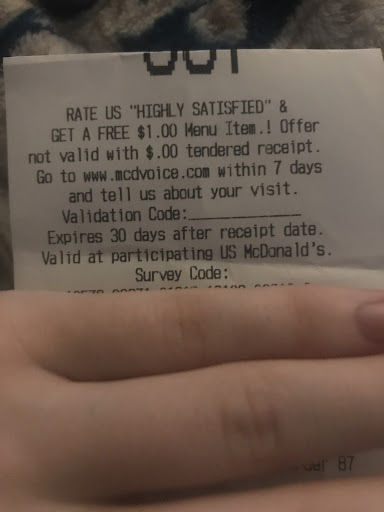 RATE US "HIGHLY SATISFIED" &
GET A FREE $1.00 Menu Item.! Offer
not valid with $.00 tendered receipt.
Go to www.mcdvoice.com within 7 days
and tell us about your visit.
Validation Code:____________
Expires 30 days after receipt date.
Valid at participating US McDonald's.
Survey Code:
87